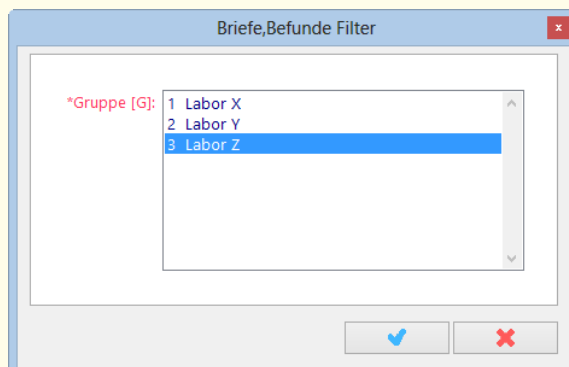 Briefe,Befunde Filter
x
*Gruppe [G]:
1 Labor X
2 Labor Y
3 Labor Z